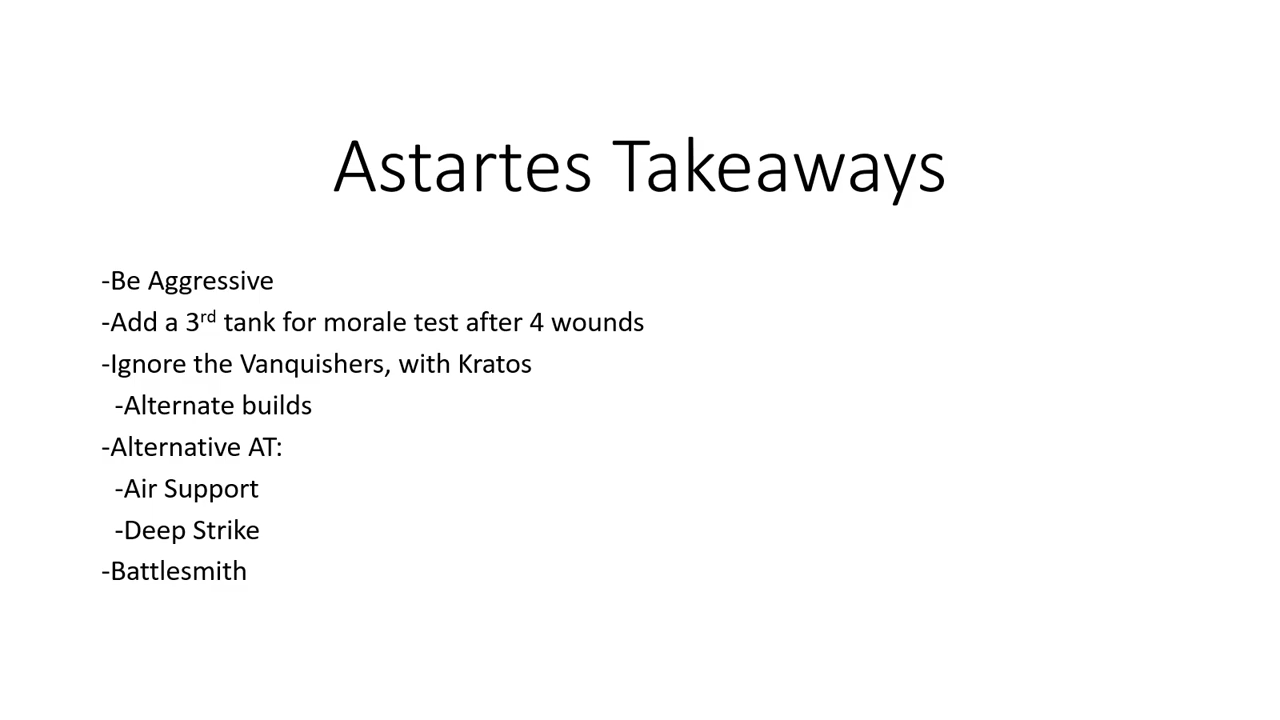 Astartes Takeaways
-Be Aggressive
-Add a 3rd tank for morale test after 4 wounds
-Ignore the Vanquishers, with Kratos
-Alternate builds
-Alternative AT:
-Air Support
-Deep Strike
-Battlesmith